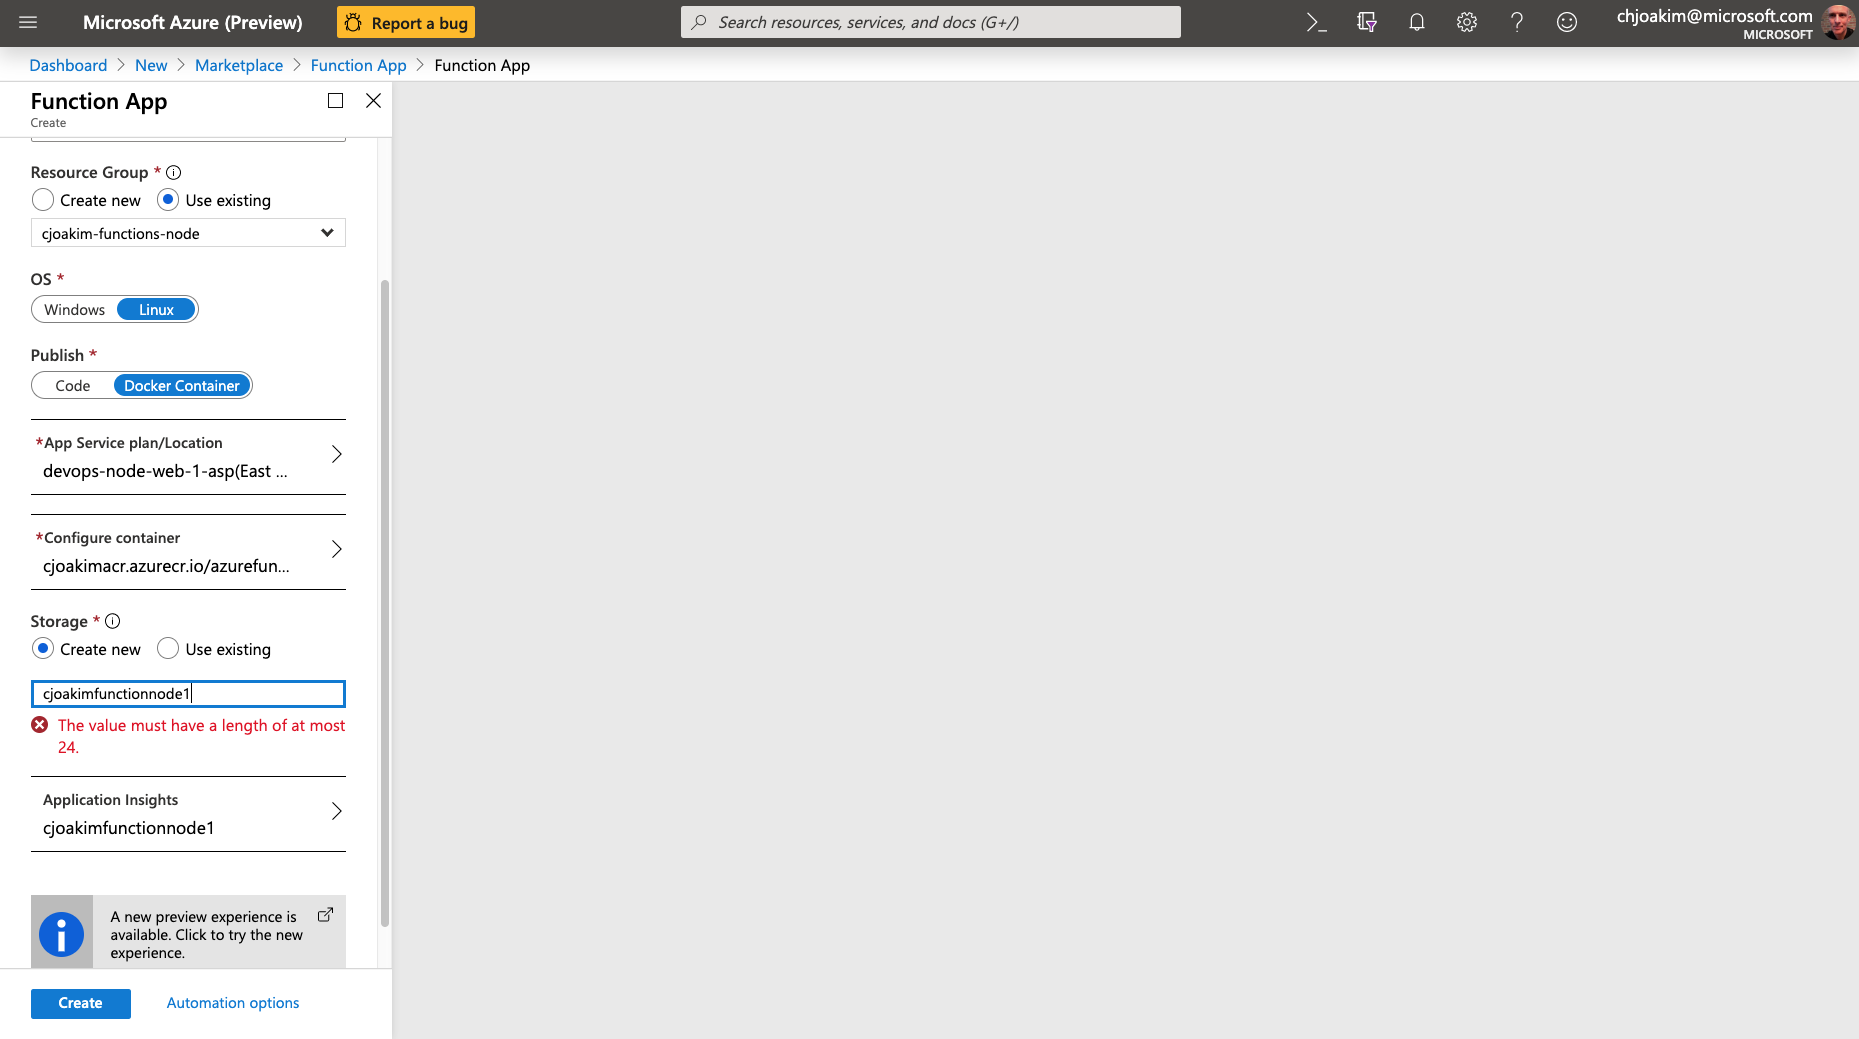 Microsoft Azure (Preview)
Report a bug
Search resources, services, and docs (G+/)
chjoakim@microsoft.com
MICROSOFT
Dashboard > New > Marketplace > Function App > Function App
Function App
Create
Resource Group *
Create new
Use existing
cjoakim-functions-node
OS *
Windows
Linux
Publish *
Code
Docker Container
*App Service plan/Location
devops-node-web-1-asp(East ...
*Configure container
cjoakimacr.azurecr.io/azurefun...
Storage *
Create new
Use existing
cjoakimfunctionnode1
The value must have a length of at most
24.
Application Insights
cjoakimfunctionnode1
A new preview experience is
available. Click to try the new
experience.
Create
Automation options